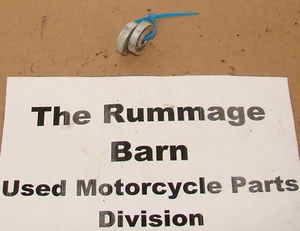 The Rummage
Barn
Used Motorcycle Parts
Division